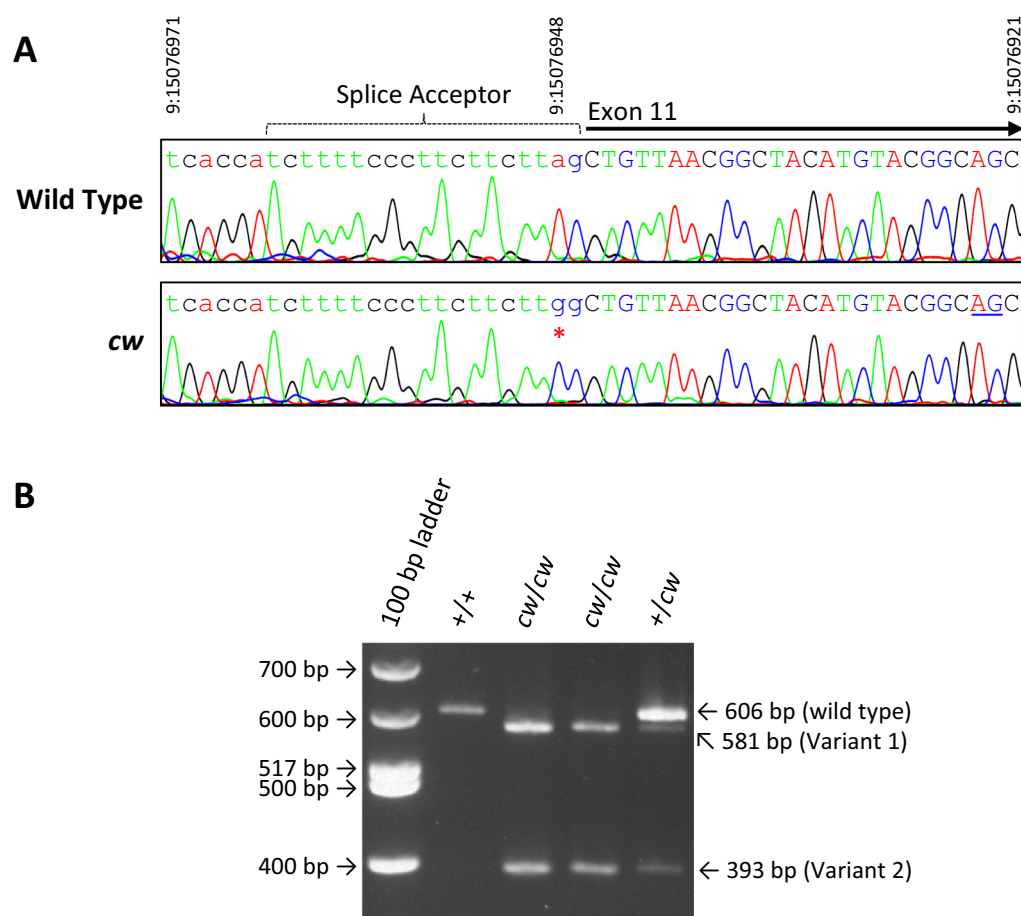 A
9:15076971
9:15076948
9:15076921
Splice Acceptor
Exon 11
Wild Type
tcaccatcttttcccttcttcttagCTGTTAACGGCTACATGTACGGCAGC
cw
tcaccatcttttcccttcttcttggCTGTTAACGGCTACATGTACGGCAGC
*
B
100 bp ladder
+/+
cw/cw
cw/cw
+/cw
700 bp →
600 bp →
517 bp →
500 bp →
400 bp →
← 606 bp (wild type)
↖ 581 bp (Variant 1)
← 393 bp (Variant 2)